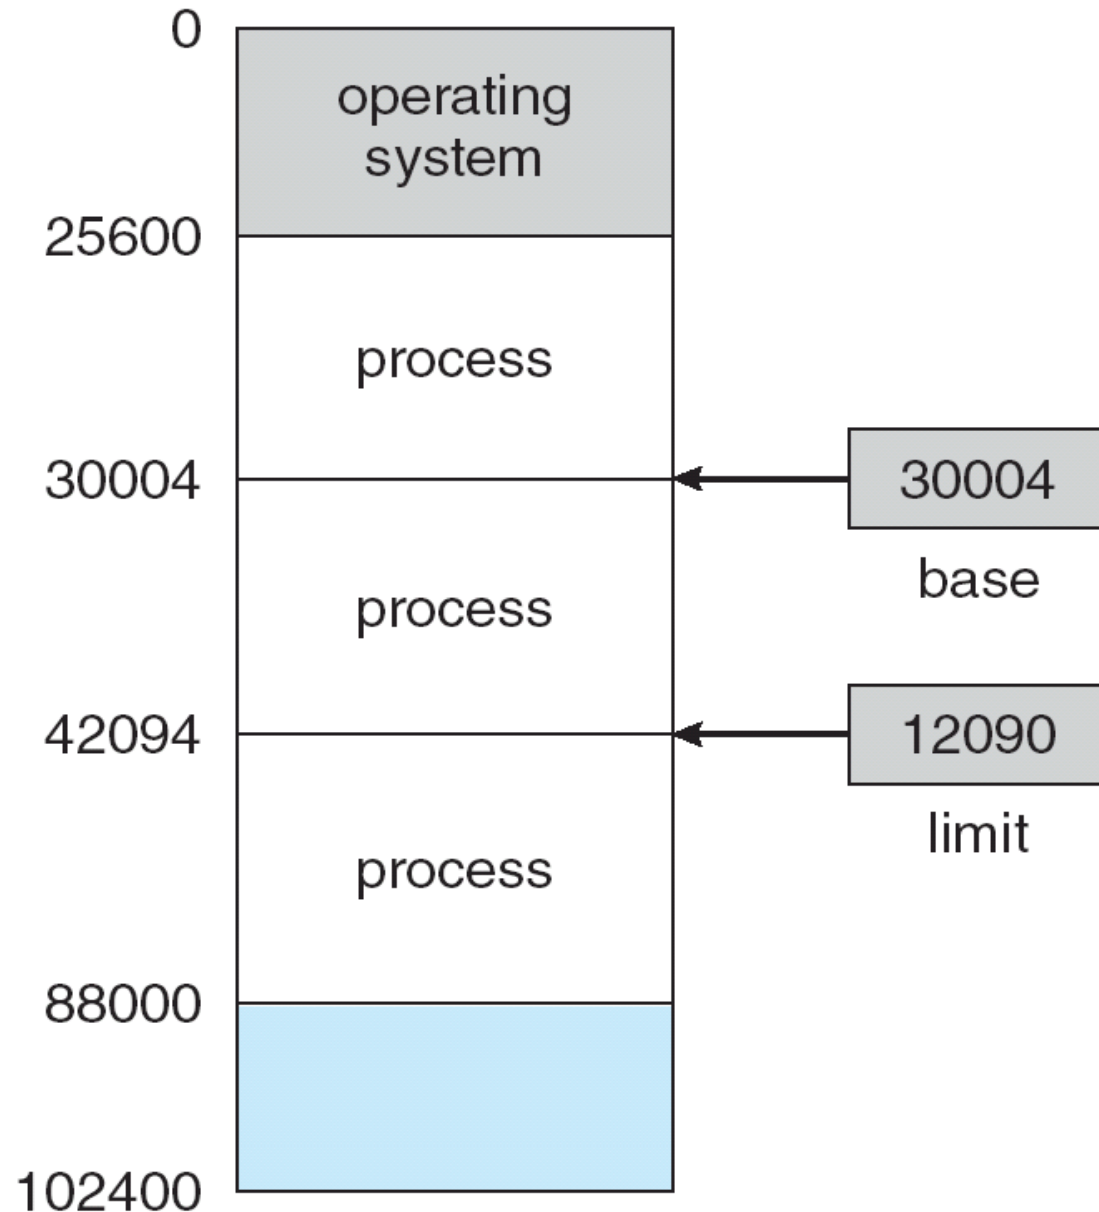 0
operating
system
25600
process
30004
30004
base
process
42094
12090
limit
process
88000
102400